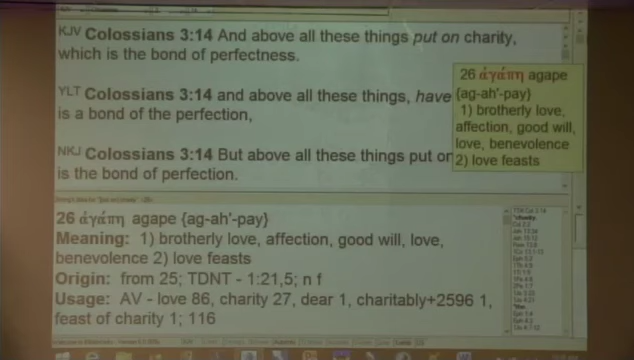 KJV Colossians 3:14 And above all these things put on charity,
which is the bond of perfectness.
YLT Colossians 3:14 and above all these things, have
is a bond of the perfection,
NKJ Colossians 3:14 But above all these things put on
is the bond of perfection.
26 ἀγάπη agape
{ag-ah'-pay}
1) brotherly love,
affection, good will,
love, benevolence
2) love feasts
26 ἀγάπη agape {ag-ah'-pay}
Meaning: 1) brotherly love, affection, good will, love,
benevolence 2) love feasts
Origin: from 25; TDNT - 1:21,5; n f
Usage: AV - love 86, charity 27, dear 1, charitably+2596 1,
feast of charity 1; 116